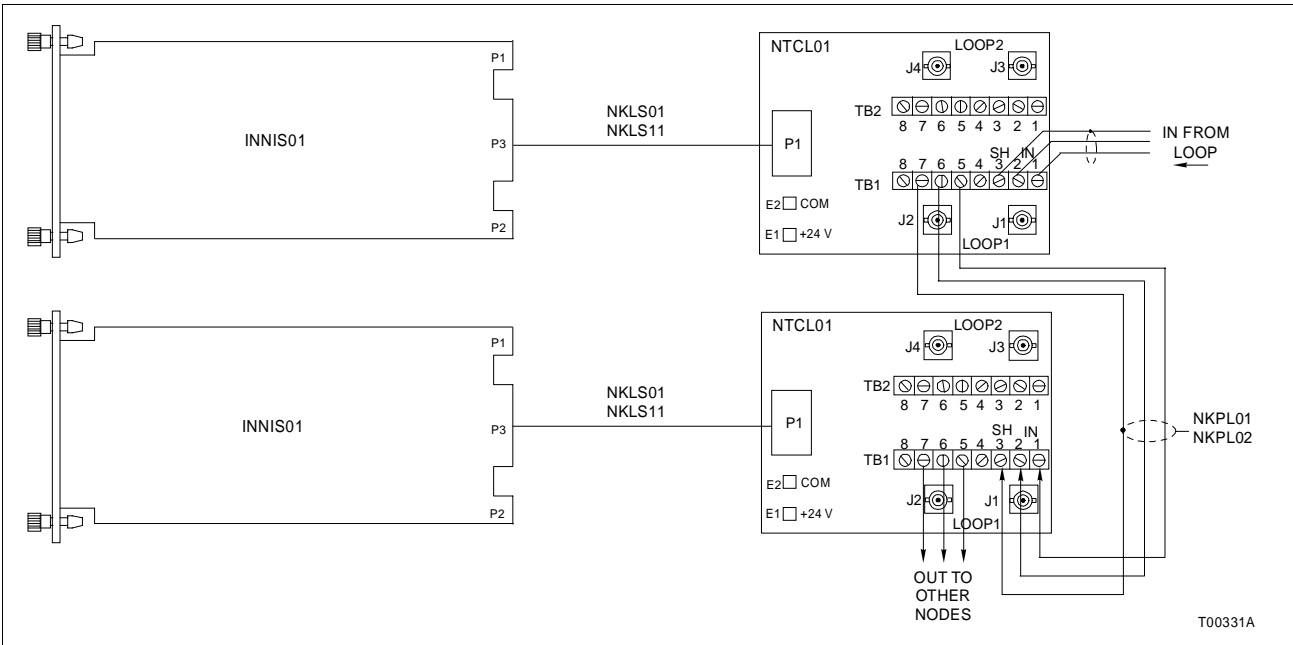 P1
INNIS01
P3
P2
NKLS01
NKLS11
NTCL01
LOOP2
J4
J3
TB2
8 7 6 5 4 3 2 1
P1
SH IN
8 7 6 5 4 3 2 1
TB1
E2 COM
E1 +24 V
J2
J1
LOOP1
IN FROM
LOOP
P1
INNIS01
P3
P2
NKLS01
NKLS11
NTCL01
LOOP2
J4
J3
TB2
8 7 6 5 4 3 2 1
P1
SH IN
8 7 6 5 4 3 2 1
TB1
E2 COM
E1 +24 V
J2
J1
LOOP1
NKPL01
NKPL02
OUT TO
OTHER
NODES
T00331A